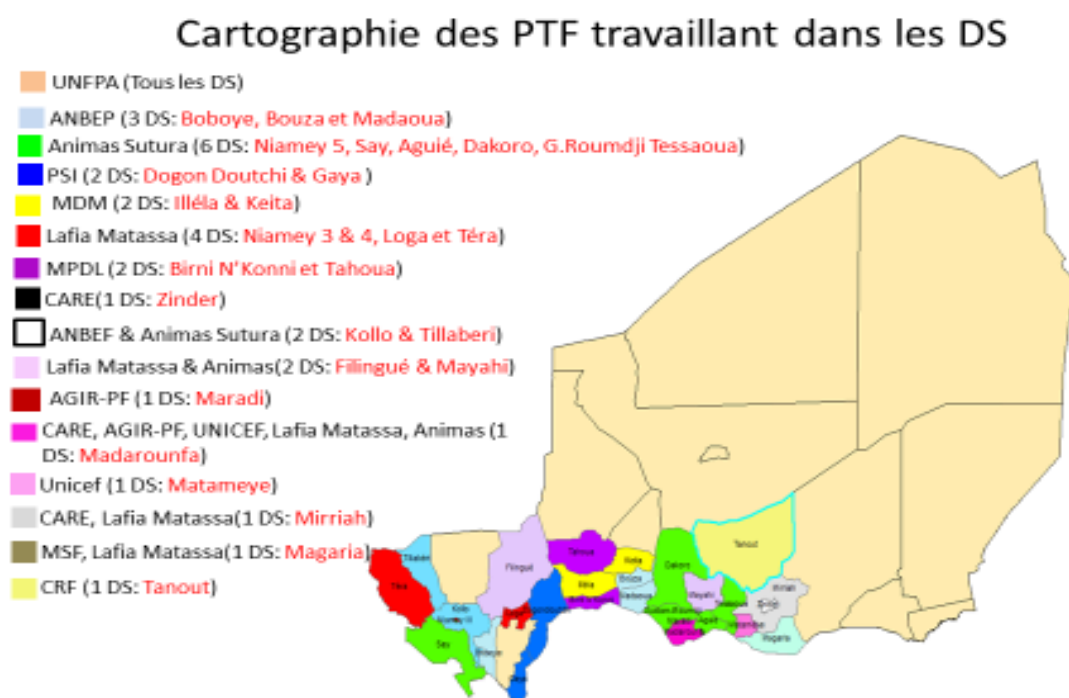 Cartographie des PTF travaillant dans les DS
UNFPA (Tous les DS)
ANBEP (3 DS: Boboye, Bouza et Madaoua)
Animas Sutura (6 DS: Niamey 5, Say, Aguié, Dakoro, G.Roumdji Tessaoua)
PSI (2 DS: Dogon Doutchi & Gaya )
MDM (2 DS: Illéla & Keita)
Lafia Matassa (4 DS: Niamey 3 & 4, Loga et Téra)
MPDL (2 DS: Birni N'Konni et Tahoua)
CARE(1 DS: Zinder)
ANBEF & Animas Sutura (2 DS: Kollo & Tillaberi)
Lafia Matassa & Animas(2 DS: Filingué & Mayahi)
AGIR-PF (1 DS: Maradi)
CARE, AGIR-PF, UNICEF, Lafia Matassa, Animas (1
DS: Madarounfa)
Unicef (1 DS: Matameye)
CARE, Lafia Matassa(1 DS: Mirriah)
MSF, Lafia Matassa(1 DS: Magaria)
CRF (1 DS: Tanout)
Tanout
Dakoro
Tahoua
Keita
Bouza
Illéla
Mayahi
Kollo
Say
Boboye